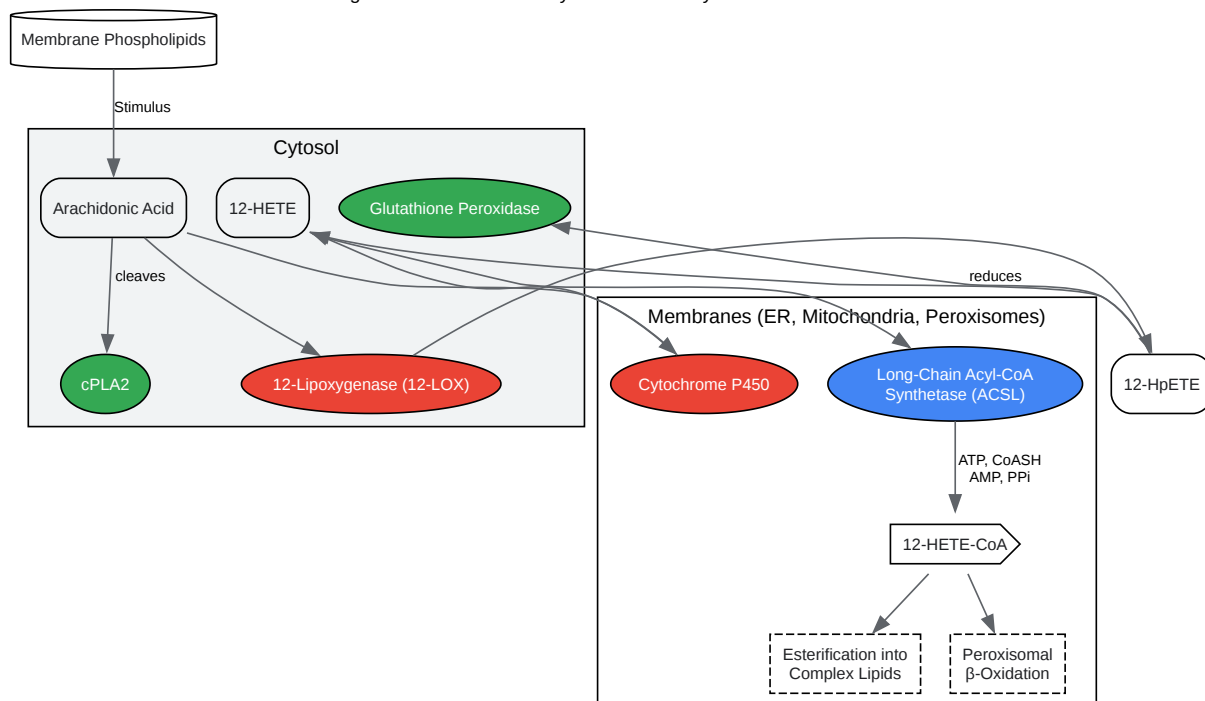 Membrane Phospholipids
Stimulus
Cytosol
Arachidonic Acid
12-HETE
Glutathione Peroxidase
cleaves
reduces
Membranes (ER, Mitochondria, Peroxisomes)
cPLA2
12-Lipoxygenase (12-LOX)
Cytochrome P450
Long-Chain Acyl-CoA
Synthetase (ACSL)
12-HpETE
ATP, CoASH
AMP, PPi
12-HETE-CoA
Esterification into
Complex Lipids
Peroxisomal
β-Oxidation